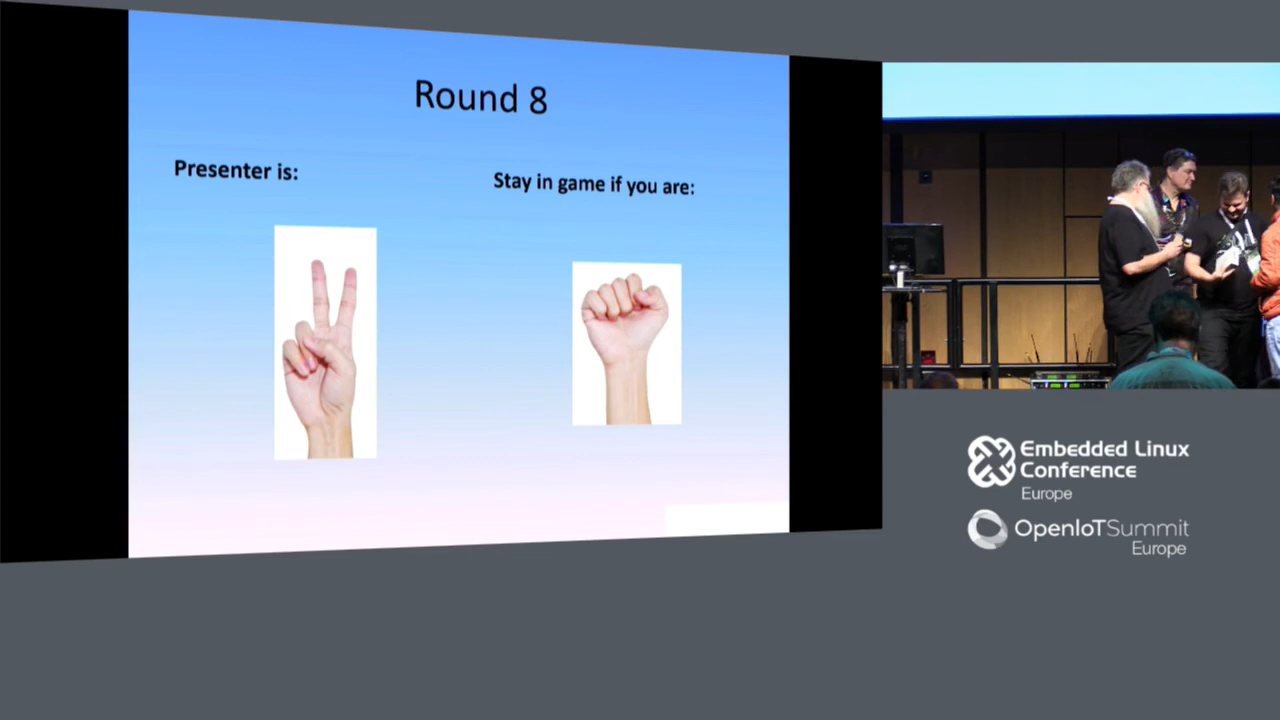 Round 8
Presenter is:
Stay in game if you are:
Embedded Linux
Conference
Europe
OpenIoTSummit
Europe